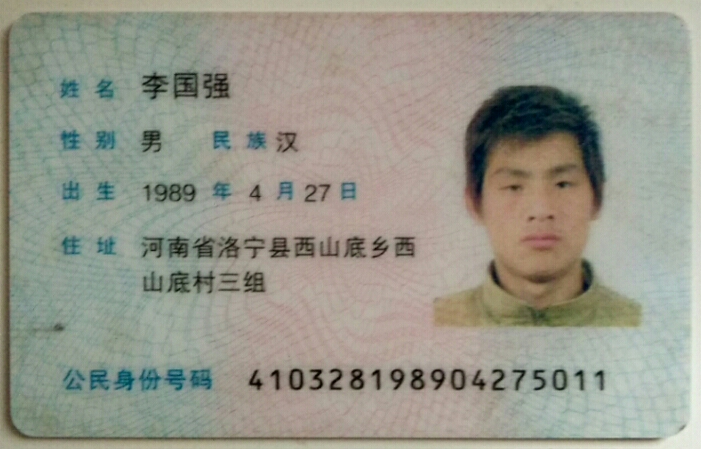 姓名 李国强
性别 男 民族 汉
出生 1989 年 4 月 27 日
住址 河南省洛宁县西山底乡西
山底村三组
公民身份号码 410328198904275011